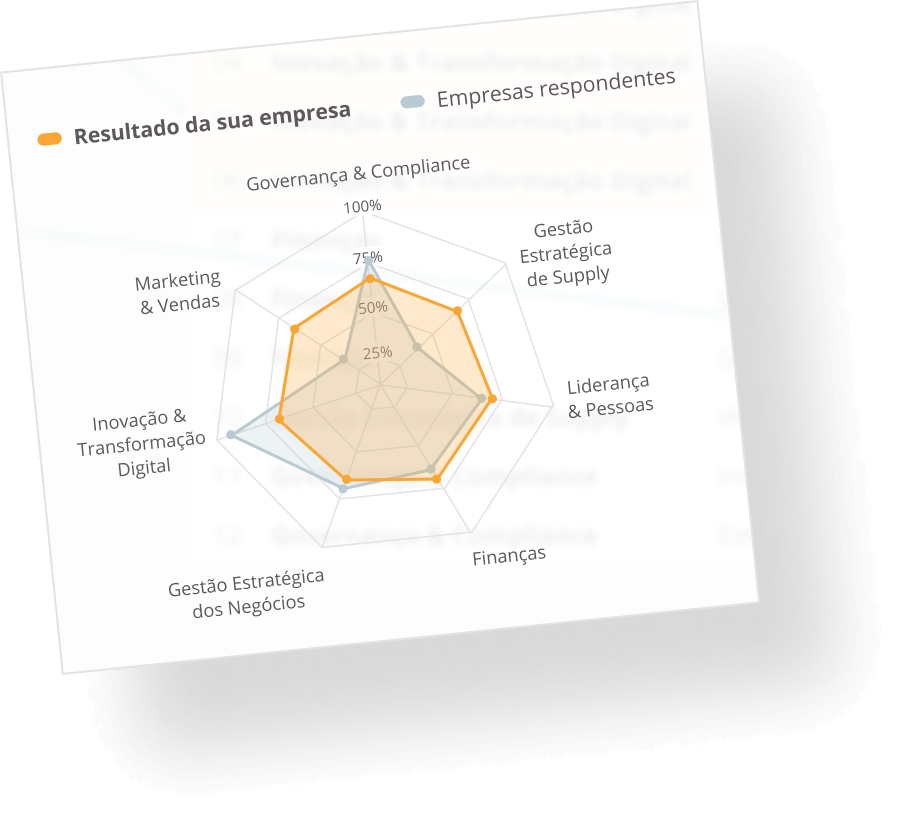 Resultado da sua empresa
Empresas respondentes
Governança & Compliance
100%
75%
50%
25%
Gestão
Estratégica
de Supply
Liderança
& Pessoas
Finanças
Gestão Estratégica
dos Negócios
Inovação &
Transformação
Digital
Marketing
& Vendas